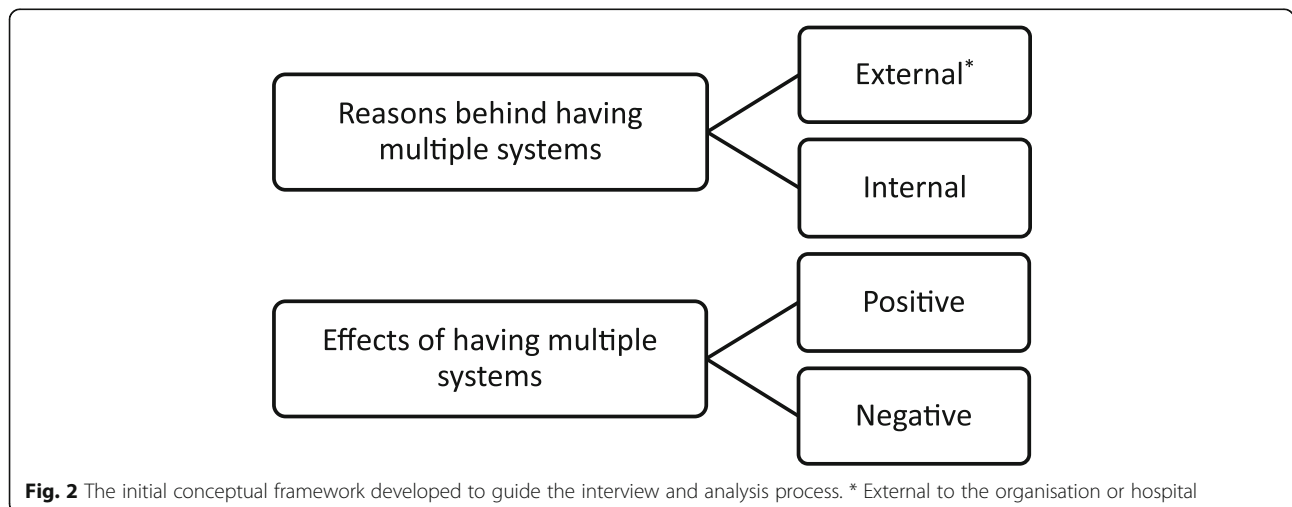 Reasons behind having
multiple systems
External*
Internal
Effects of having multiple
systems
Positive
Negative
Fig. 2 The initial conceptual framework developed to guide the interview and analysis process. * External to the organisation or hospital